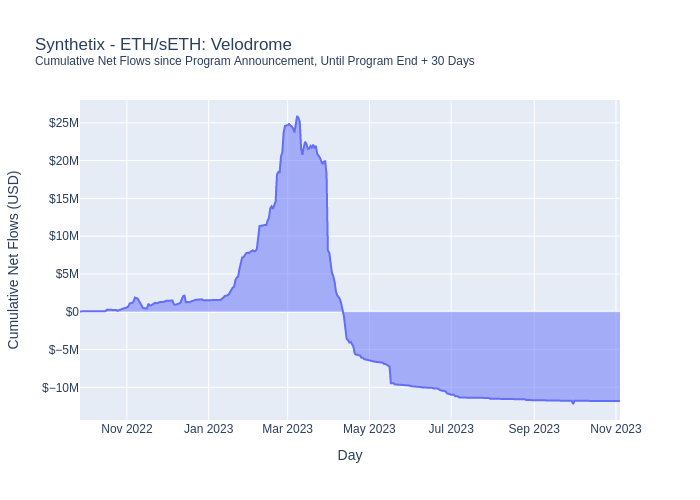 Synthetix - ETH/sETH: Velodrome
Cumulative Net Flows since Program Announcement, Until Program End + 30 Days
Cumulative Net Flows (USD)
$25M
$20M
$15M
$10M
$5M
$0
$−5M
$−10M
Nov 2022 Jan 2023 Mar 2023 May 2023 Jul 2023 Sep 2023 Nov 2023
Day